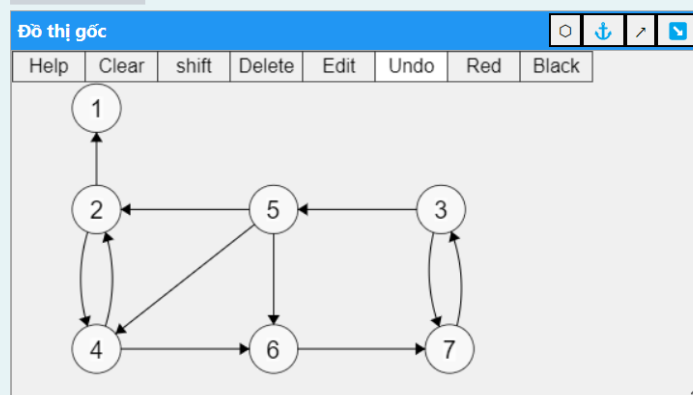 Đồ thị gốc
Help Clear shift Delete Edit Undo Red Black
1
2 5 3
4 6 7